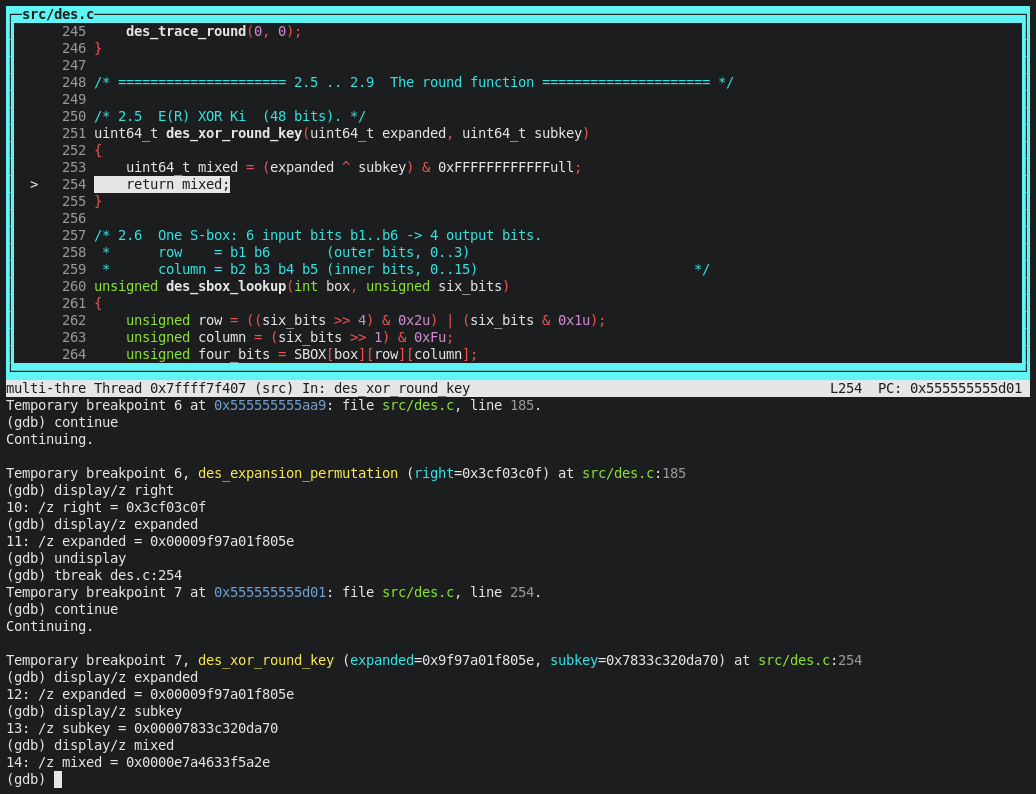 src/des.c
245     des_trace_round(0, 0);
246 }
247
248 /* ===================== 2.5 .. 2.9  The round function ===================== */
249
250 /* 2.5  E(R) XOR Ki  (48 bits). */
251 uint64_t des_xor_round_key(uint64_t expanded, uint64_t subkey)
252 {
253     uint64_t mixed = (expanded ^ subkey) & 0xFFFFFFFFFFFFull;
>   254     return mixed;
255 }
256
257 /* 2.6  One S-box: 6 input bits b1..b6 -> 4 output bits.
258  *      row    = b1 b6       (outer bits, 0..3)
259  *      column = b2 b3 b4 b5 (inner bits, 0..15)                           */
260 unsigned des_sbox_lookup(int box, unsigned six_bits)
261 {
262     unsigned row = ((six_bits >> 4) & 0x2u) | (six_bits & 0x1u);
263     unsigned column = (six_bits >> 1) & 0xFu;
264     unsigned four_bits = SBOX[box][row][column];
multi-thre Thread 0x7ffff7f407 (src) In: des_xor_round_key                                             L254  PC: 0x555555555d01
Temporary breakpoint 6 at 0x555555555aa9: file src/des.c, line 185.
(gdb) continue
Continuing.

Temporary breakpoint 6, des_expansion_permutation (right=0x3cf03c0f) at src/des.c:185
(gdb) display/z right
10: /z right = 0x3cf03c0f
(gdb) display/z expanded
11: /z expanded = 0x00009f97a01f805e
(gdb) undisplay
(gdb) tbreak des.c:254
Temporary breakpoint 7 at 0x555555555d01: file src/des.c, line 254.
(gdb) continue
Continuing.

Temporary breakpoint 7, des_xor_round_key (expanded=0x9f97a01f805e, subkey=0x7833c320da70) at src/des.c:254
(gdb) display/z expanded
12: /z expanded = 0x00009f97a01f805e
(gdb) display/z subkey
13: /z subkey = 0x00007833c320da70
(gdb) display/z mixed
14: /z mixed = 0x0000e7a4633f5a2e
(gdb)